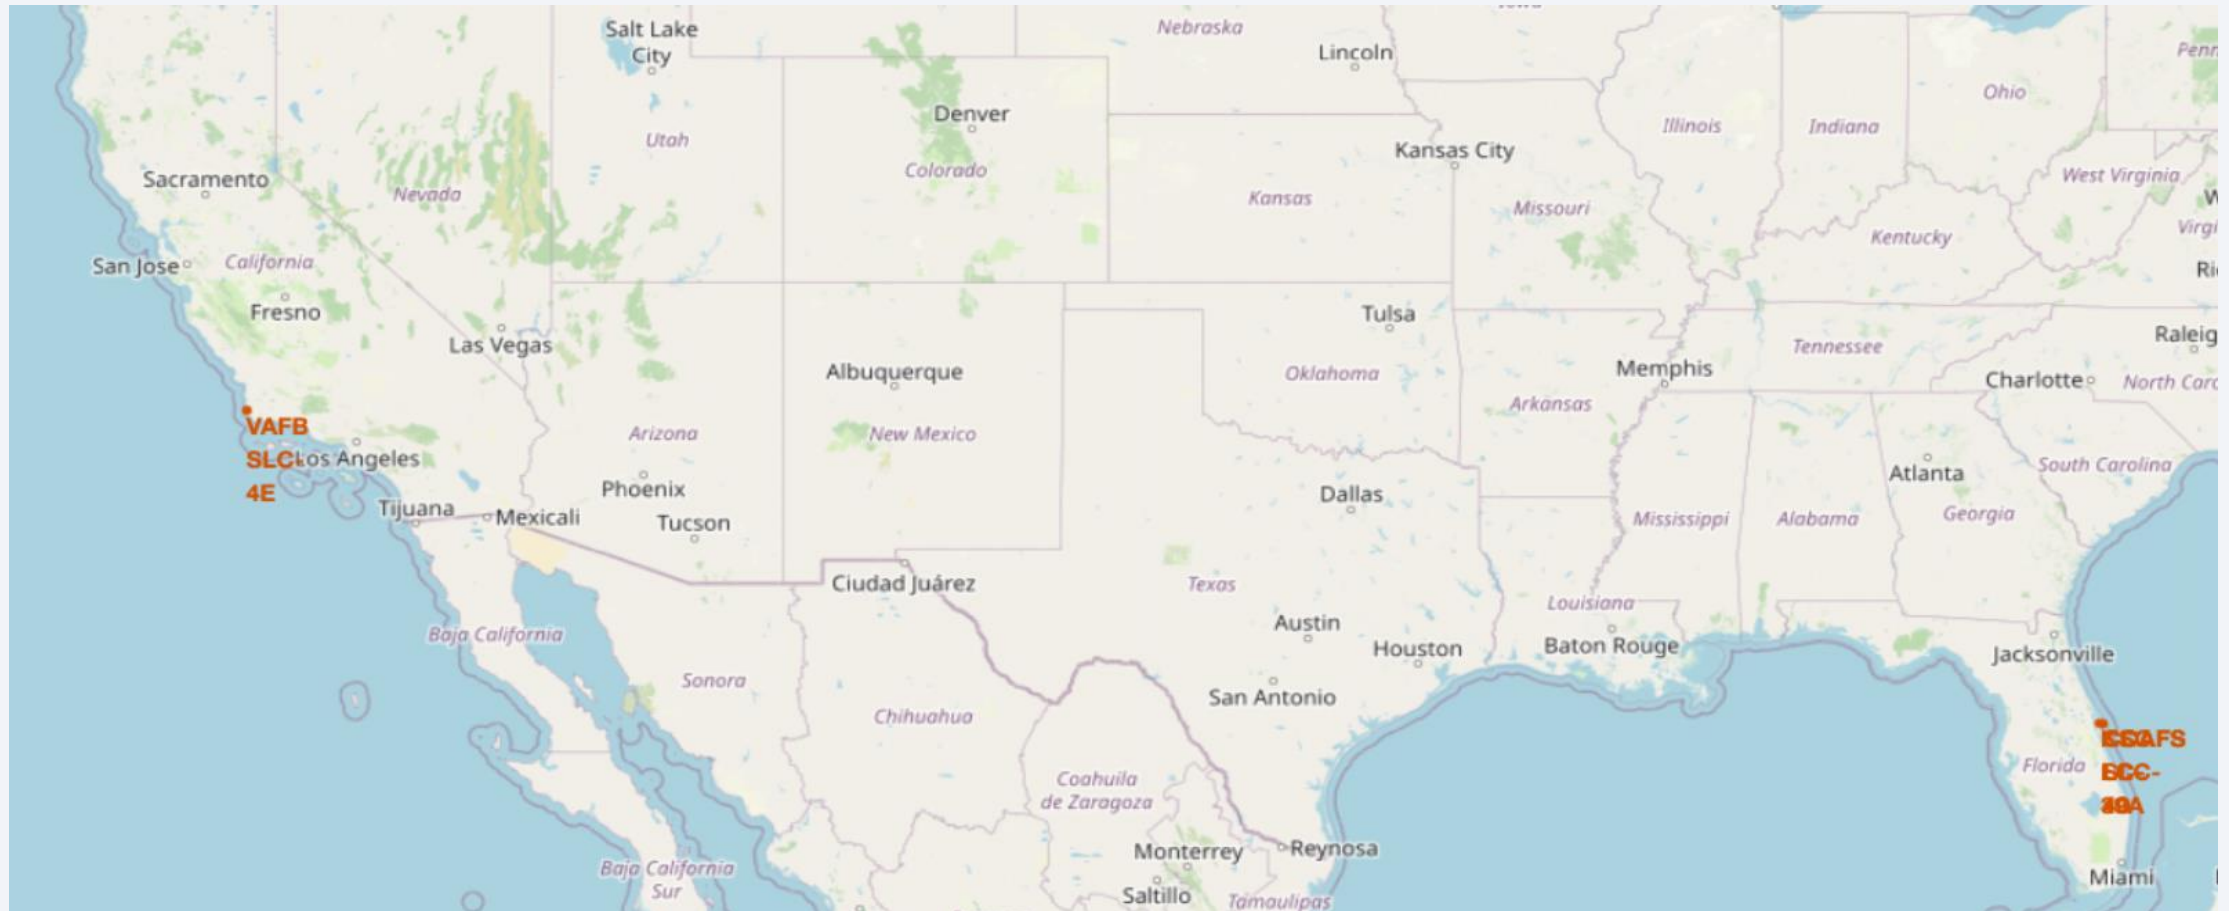 Salt Lake
City
Nebraska
Iowa
Lincoln
Denver
Ohio
Utah
Illinois
Indiana
Kansas City
Colorado
Sacramento
Nevada
Kansas
Missouri
West Virginia
Kentucky
San Jose
California
Fresno
Tulsa
Las Vegas
Tennessee
Albuquerque
Oklahoma
Memphis
Charlotte
Arkansas
VAFB
SLC-
4E
Los Angeles
Arizona
New Mexico
Atlanta
South Carolina
Phoenix
Dallas
Tijuana
Mexicali
Tucson
Mississippi
Alabama
Georgia
Ciudad Juárez
Texas
Louisiana
Baja California
Austin
Houston
Baton Rouge
Jacksonville
Sonora
San Antonio
Chihuahua
Florida
Coahuila
de Zaragoza
Monterrey
Reynosa
Baja California
Sur
Saltillo
Tamaulipas
Miami